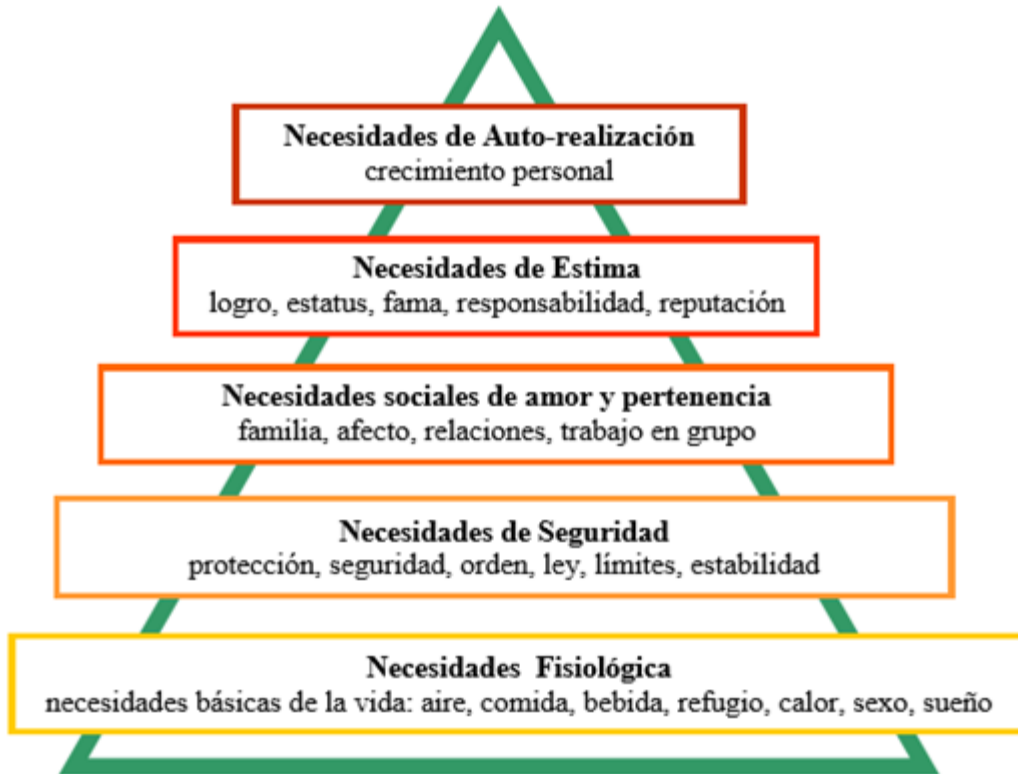 Necesidades de Auto-realización
crecimiento personal
Necesidades de Estima
logro, estatus, fama, responsabilidad, reputación
Necesidades sociales de amor y pertenencia
familia, afecto, relaciones, trabajo en grupo
Necesidades de Seguridad
protección, seguridad, orden, ley, límites, estabilidad
Necesidades Fisiológica
necesidades básicas de la vida: aire, comida, bebida, refugio, calor, sexo, sueño